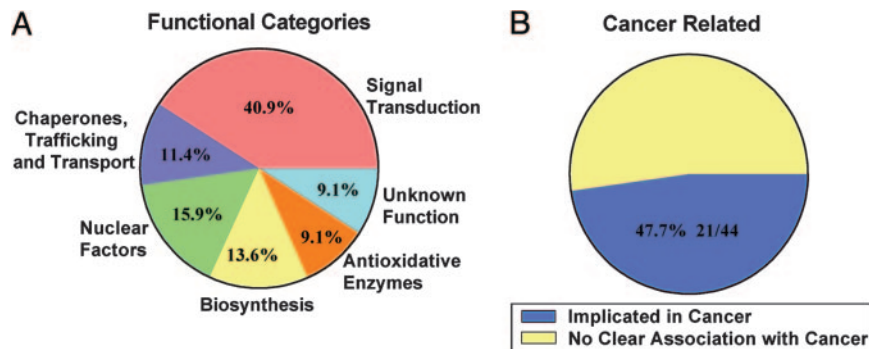 A
Functional Categories
Signal
Transduction
40.9%
Chaperones,
Trafficking
and Transport
11.4%
Unknown
Function
9.1%
Nuclear
Factors
15.9%
Antioxidative
Enzymes
9.1%
13.6%
Biosynthesis
B
Cancer Related
47.7% 21/44
Implicated in Cancer
No Clear Association with Cancer